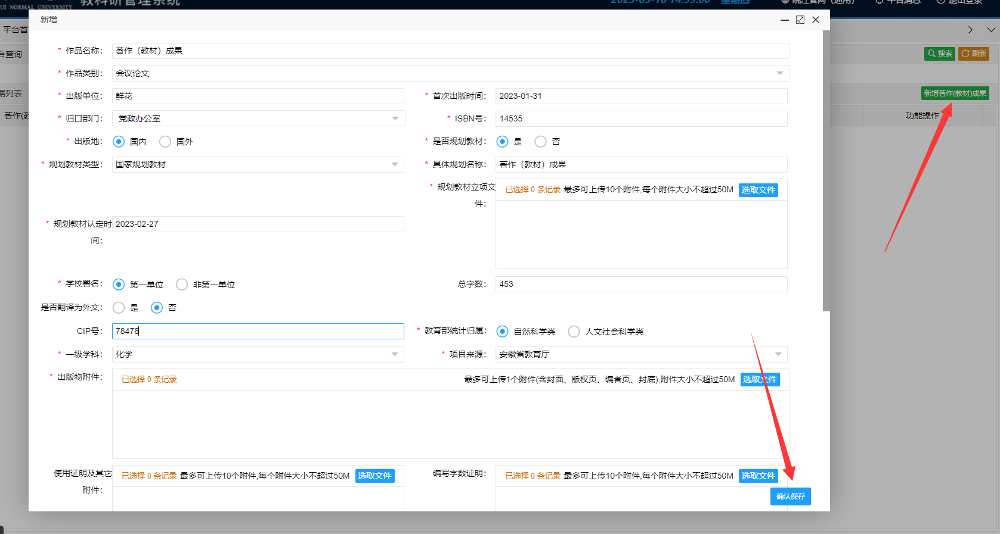 UI NORMAL UNIVERSITY 教科研管理系统
皖江官网（通用） 平台消息 退出登录
新增
平台首
合查询
搜索 刷新
据列表
新增著作(教材)成果
著作(教
功能操作
* 作品名称： 著作（教材）成果
* 作品类别： 会议论文
* 出版单位： 鲜花 * 首次出版时间： 2023-01-31
* 归口部门： 党政办公室 * ISBN号： 14535
* 出版地： 国内 国外 * 是否规划教材： 是 否
* 规划教材类型： 国家规划教材 * 具体规划名称： 著作（教材）成果
* 规划教材立项文 已选择 0 条记录 最多可上传10个附件,每个附件大小不超过50M 选取文件
件：
* 规划教材认定时 2023-02-27
间：
* 学校署名： 第一单位 非第一单位 总字数： 453
是否翻译为外文： 是 否
CIP号： 78478 * 教育部统计归属： 自然科学类 人文社会科学类
* 一级学科： 化学 * 项目来源： 安徽省教育厅
* 出版物附件： 已选择 0 条记录 最多可上传1个附件(含封面、版权页、编者页、封底),附件大小不超过50M 选取文件
使用证明及其它 已选择 0 条记录 最多可上传10个附件,每个附件大小不超过50M 选取文件 编写字数证明： 已选择 0 条记录 最多可上传10个附件,每个附件大小不超过50M 选取文件
附件：
确认保存